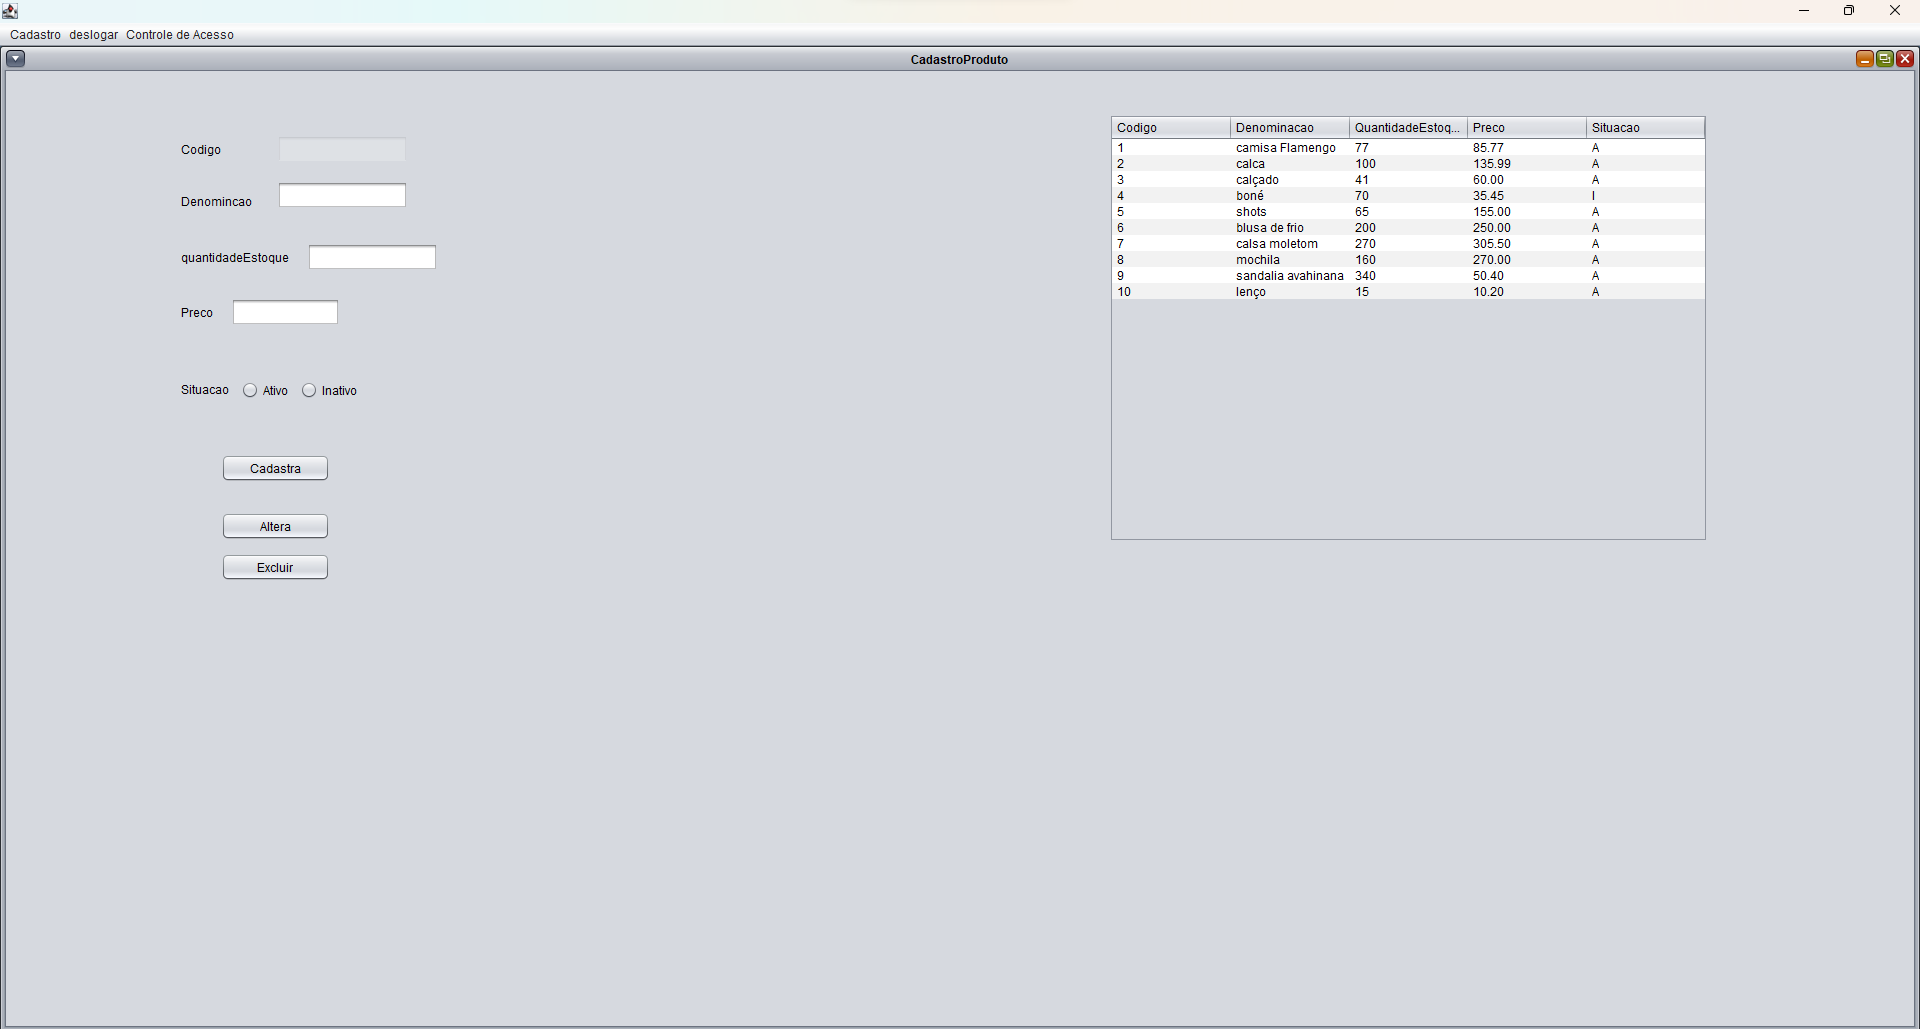 Cadastro deslogar Controle de Acesso
CadastroProduto
Codigo
Denomincao
quantidadeEstoque
Preco
Situacao Ativo Inativo
Cadastra
Altera
Excluir
Codigo Denominacao QuantidadeEstoq... Preco Situacao
1 camisa Flamengo 77 85.77 A
2 calca 100 135.99 A
3 calçado 41 60.00 A
4 boné 70 35.45 I
5 shots 65 155.00 A
6 blusa de frio 200 250.00 A
7 calsa moletom 270 305.50 A
8 mochila 160 270.00 A
9 sandalia avahinana 340 50.40 A
10 lenço 15 10.20 A